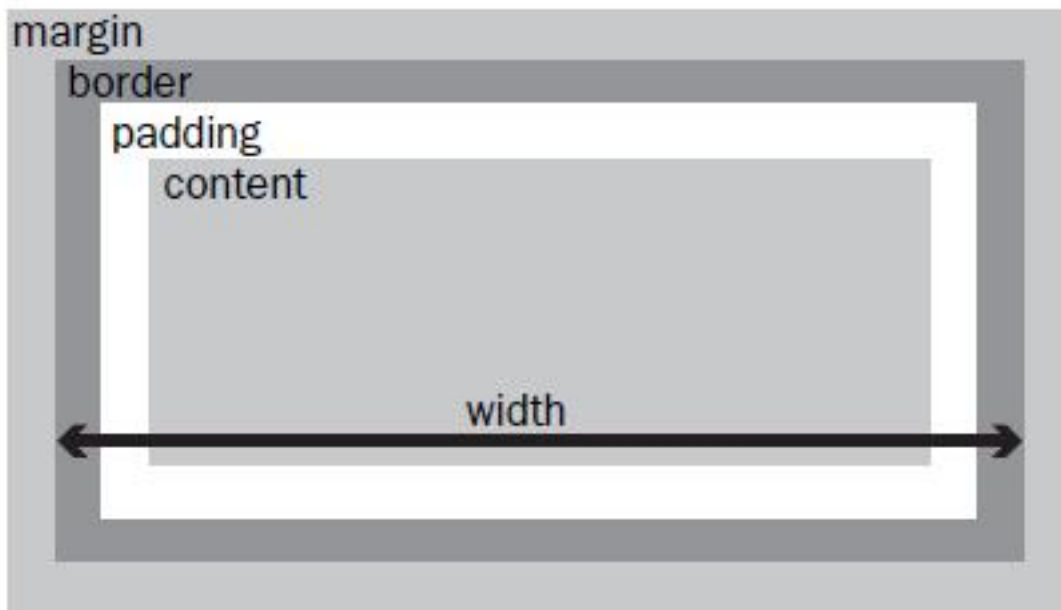 margin
border
padding
content
width